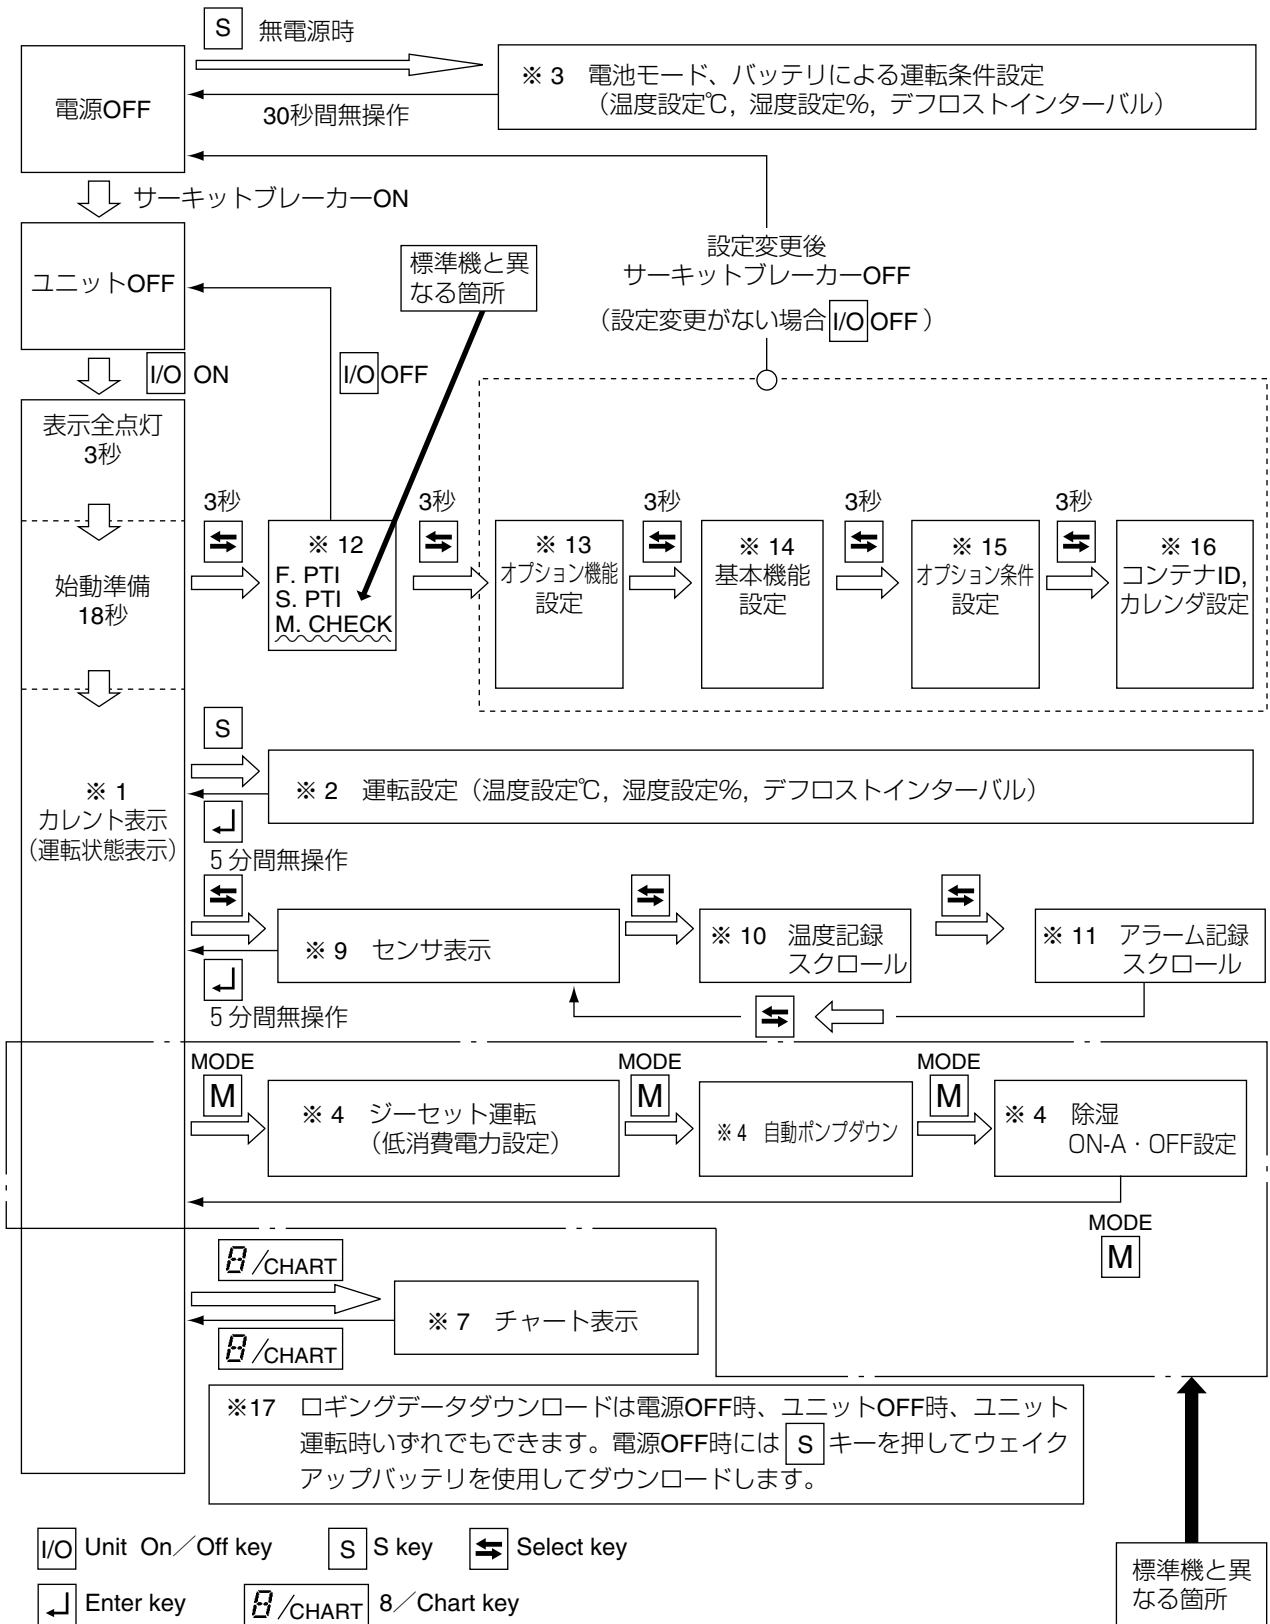 S 無電源時
電源OFF
※ 3 電池モード、バッテリによる運転条件設定
（温度設定℃, 湿度設定%, デフロストインターバル）
30秒間無操作
サーキットブレーカーON
ユニットOFF
標準機と異
なる箇所
設定変更後
サーキットブレーカーOFF
（設定変更がない場合 I/O OFF）
I/O ON
I/O OFF
表示全点灯
3秒
始動準備
18秒
3秒
※ 12
F. PTI
S. PTI
M. CHECK
3秒
※ 13
オプション機能
設定
3秒
※ 14
基本機能
設定
3秒
※ 15
オプション条件
設定
3秒
※ 16
コンテナID,
カレンダ設定
※ 1
カレント表示
（運転状態表示）
S
※ 2 運転設定（温度設定℃, 湿度設定%, デフロストインターバル）
5分間無操作
※ 9 センサ表示
※ 10 温度記録
スクロール
※ 11 アラーム記録
スクロール
5分間無操作
MODE
M
※ 4 ジーセット運転
（低消費電力設定）
MODE
M
※ 4 自動ポンプダウン
MODE
M
※ 4 除湿
ON-A・OFF設定
MODE
M
8／CHART
※ 7 チャート表示
8／CHART
※17 ロギングデータダウンロードは電源OFF時、ユニットOFF時、ユニット
運転時いずれでもできます。電源OFF時には S キーを押してウェイク
アップバッテリを使用してダウンロードします。
I/O Unit On／Off key
S S key
Select key
Enter key
8／CHART 8／Chart key
標準機と異
なる箇所